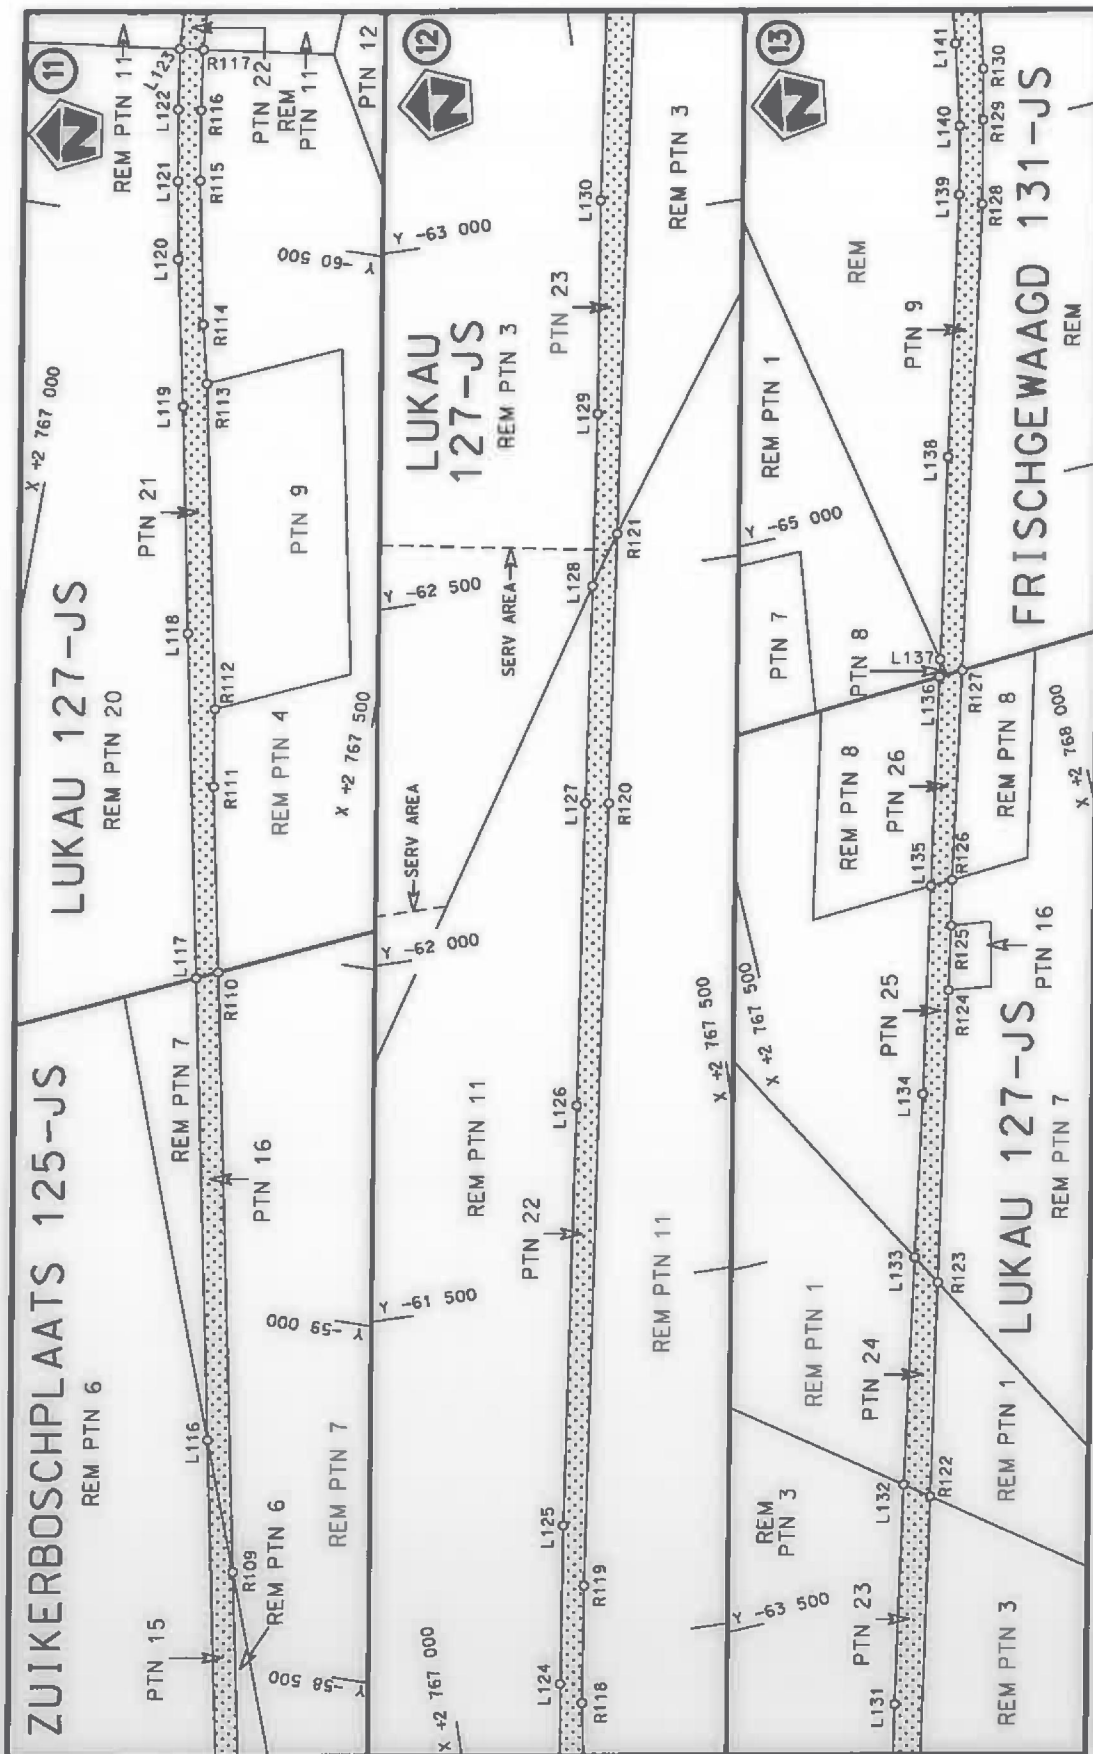 11
N
ZUIKERBOSCHPLAATS 125-JS
REM PTN 6
LUKAU 127-JS
REM PTN 20
X +2 767 000
REM PTN 11
PTN 15
L116
REM PTN 7
L117
L118
PTN 21
L119
L120
L121
L122
L123
R109
REM PTN 6
PTN 16
R110
R111
R112
R113
R114
R115
R116
R117
PTN 22
REM
PTN 11
PTN 12
REM PTN 4
PTN 9
REM PTN 7
X +2 767 500
Y -58 500
Y -59 000
Y -60 500
12
N
X +2 767 000
Y -61 500
Y -62 000
Y -62 500
Y -63 000
SERV AREA
SERV AREA
LUKAU
127-JS
REM PTN 3
REM PTN 11
L124
L125
PTN 22
L126
L127
L128
L129
PTN 23
L130
R118
R119
R120
R121
REM PTN 11
REM PTN 3
X +2 767 500
13
N
Y -63 500
X +2 767 500
Y -65 000
REM
PTN 3
REM PTN 1
PTN 7
REM PTN 1
REM
PTN 23
PTN 24
PTN 25
REM PTN 8
PTN 26
PTN 8
PTN 9
L131
L132
L133
L134
L135
L136
L137
L138
L139
L140
L141
R122
R123
R124
R125
R126
R127
R128
R129
R130
REM PTN 3
REM PTN 1
LUKAU 127-JS
REM PTN 7
PTN 16
REM PTN 8
X +2 768 000
FRISCHGEWAAGD 131-JS
REM